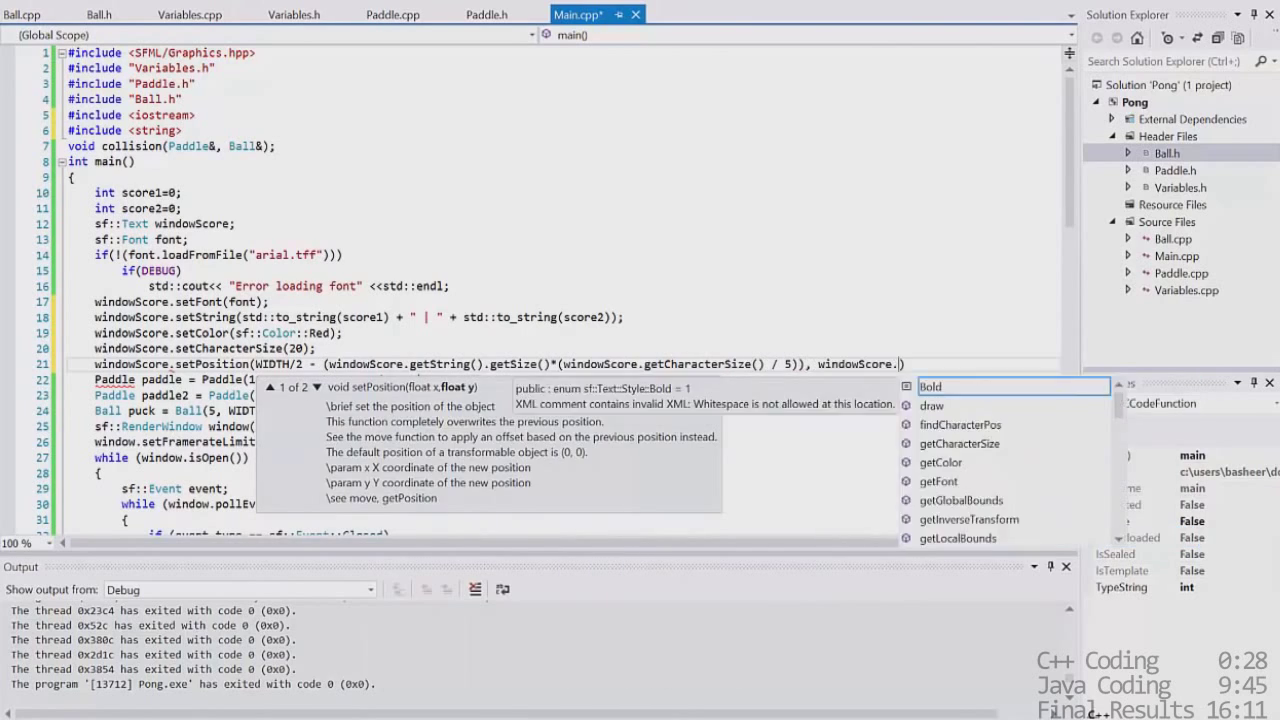 Ball.cpp Ball.h Variables.cpp Variables.h Paddle.cpp Paddle.h Main.cpp*
Solution Explorer
(Global Scope) main()
Search Solution Explorer (Ctrl+;)
Solution 'Pong' (1 project)
Pong
External Dependencies
Header Files
Ball.h
Paddle.h
Variables.h
Resource Files
Source Files
Ball.cpp
Main.cpp
Paddle.cpp
Variables.cpp
1 #include <SFML/Graphics.hpp>
2 #include "Variables.h"
3 #include "Paddle.h"
4 #include "Ball.h"
5 #include <iostream>
6 #include <string>
7 void collision(Paddle&, Ball&);
8 int main()
9 {
10 int score1=0;
11 int score2=0;
12 sf::Text windowScore;
13 sf::Font font;
14 if(!(font.loadFromFile("arial.tff")))
15 if(DEBUG)
16 std::cout<< "Error loading font" <<std::endl;
17 windowScore.setFont(font);
18 windowScore.setString(std::to_string(score1) + " | " + std::to_string(score2));
19 windowScore.setColor(sf::Color::Red);
20 windowScore.setCharacterSize(20);
21 windowScore.setPosition(WIDTH/2 - (windowScore.getString().getSize()*(windowScore.getCharacterSize() / 5)), windowScore.)
22 Paddle paddle = Paddle(1
23 Paddle paddle2 = Paddle(
24 Ball puck = Ball(5, WIDT
25 sf::RenderWindow window(
26 window.setFramerateLimit
27 while (window.isOpen())
28 {
29 sf::Event event;
30 while (window.pollEv
31 {
if (event.type == sf::Event::Closed)
1 of 2 void setPosition(float x,float y)
\brief set the position of the object
This function completely overwrites the previous position.
See the move function to apply an offset based on the previous position instead.
The default position of a transformable object is (0, 0).
\param x X coordinate of the new position
\param y Y coordinate of the new position
\see move, getPosition
public : enum sf::Text::Style::Bold = 1
XML comment contains invalid XML: Whitespace is not allowed at this location.
Bold
draw
findCharacterPos
getCharacterSize
getColor
getFont
getGlobalBounds
getInverseTransform
getLocalBounds
CodeFunction
main
c:\users\basheer\doc
main
False
False
False
IsSealed False
IsTemplate False
TypeString int
100 %
Output
Show output from: Debug
The thread 0x23c4 has exited with code 0 (0x0).
The thread 0x52c has exited with code 0 (0x0).
The thread 0x380c has exited with code 0 (0x0).
The thread 0x2d1c has exited with code 0 (0x0).
The thread 0x3854 has exited with code 0 (0x0).
The program '[13712] Pong.exe' has exited with code 0 (0x0).
C++ Coding 0:28
Java Coding 9:45
Final Results 16:11
C++